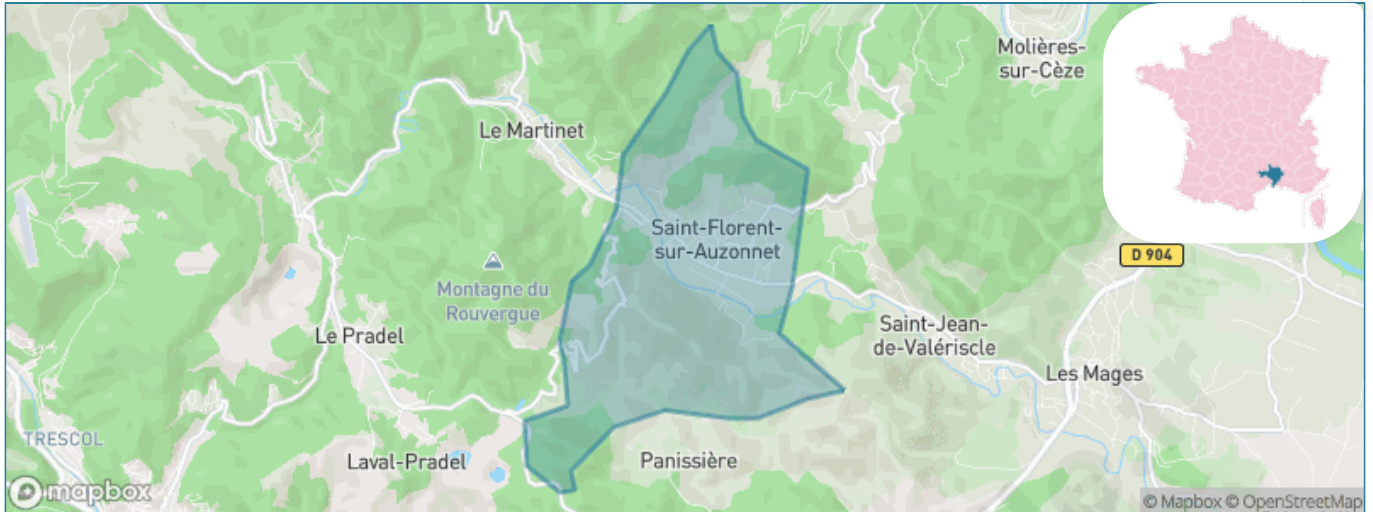 Molières-
sur-Cèze
Le Martinet
Saint-Florent-
sur-Auzonnet
D 904
Montagne du
Rouvergue
Le Pradel
Saint-Jean-
de-Valériscle
Les Mages
TRESCOL
Laval-Pradel
Panissière
mapbox
© Mapbox © OpenStreetMap